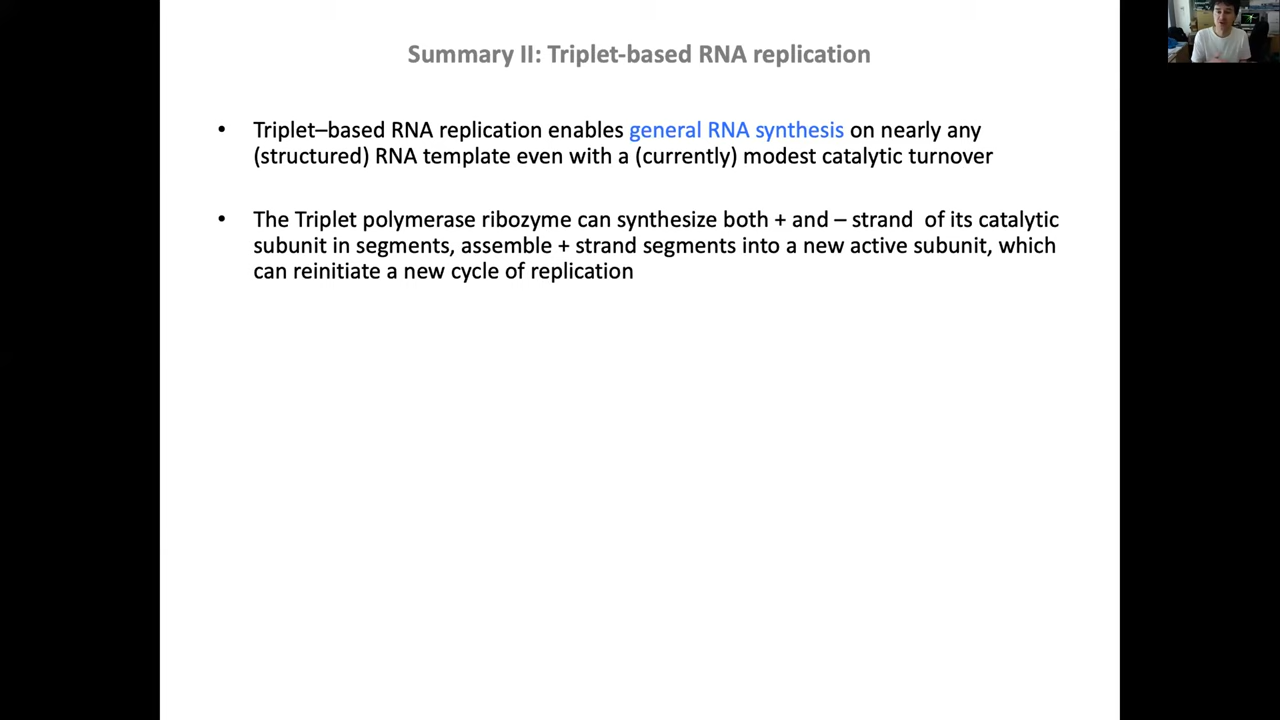 Summary II: Triplet-based RNA replication
• Triplet–based RNA replication enables general RNA synthesis on nearly any
(structured) RNA template even with a (currently) modest catalytic turnover
• The Triplet polymerase ribozyme can synthesize both + and – strand of its catalytic
subunit in segments, assemble + strand segments into a new active subunit, which
can reinitiate a new cycle of replication